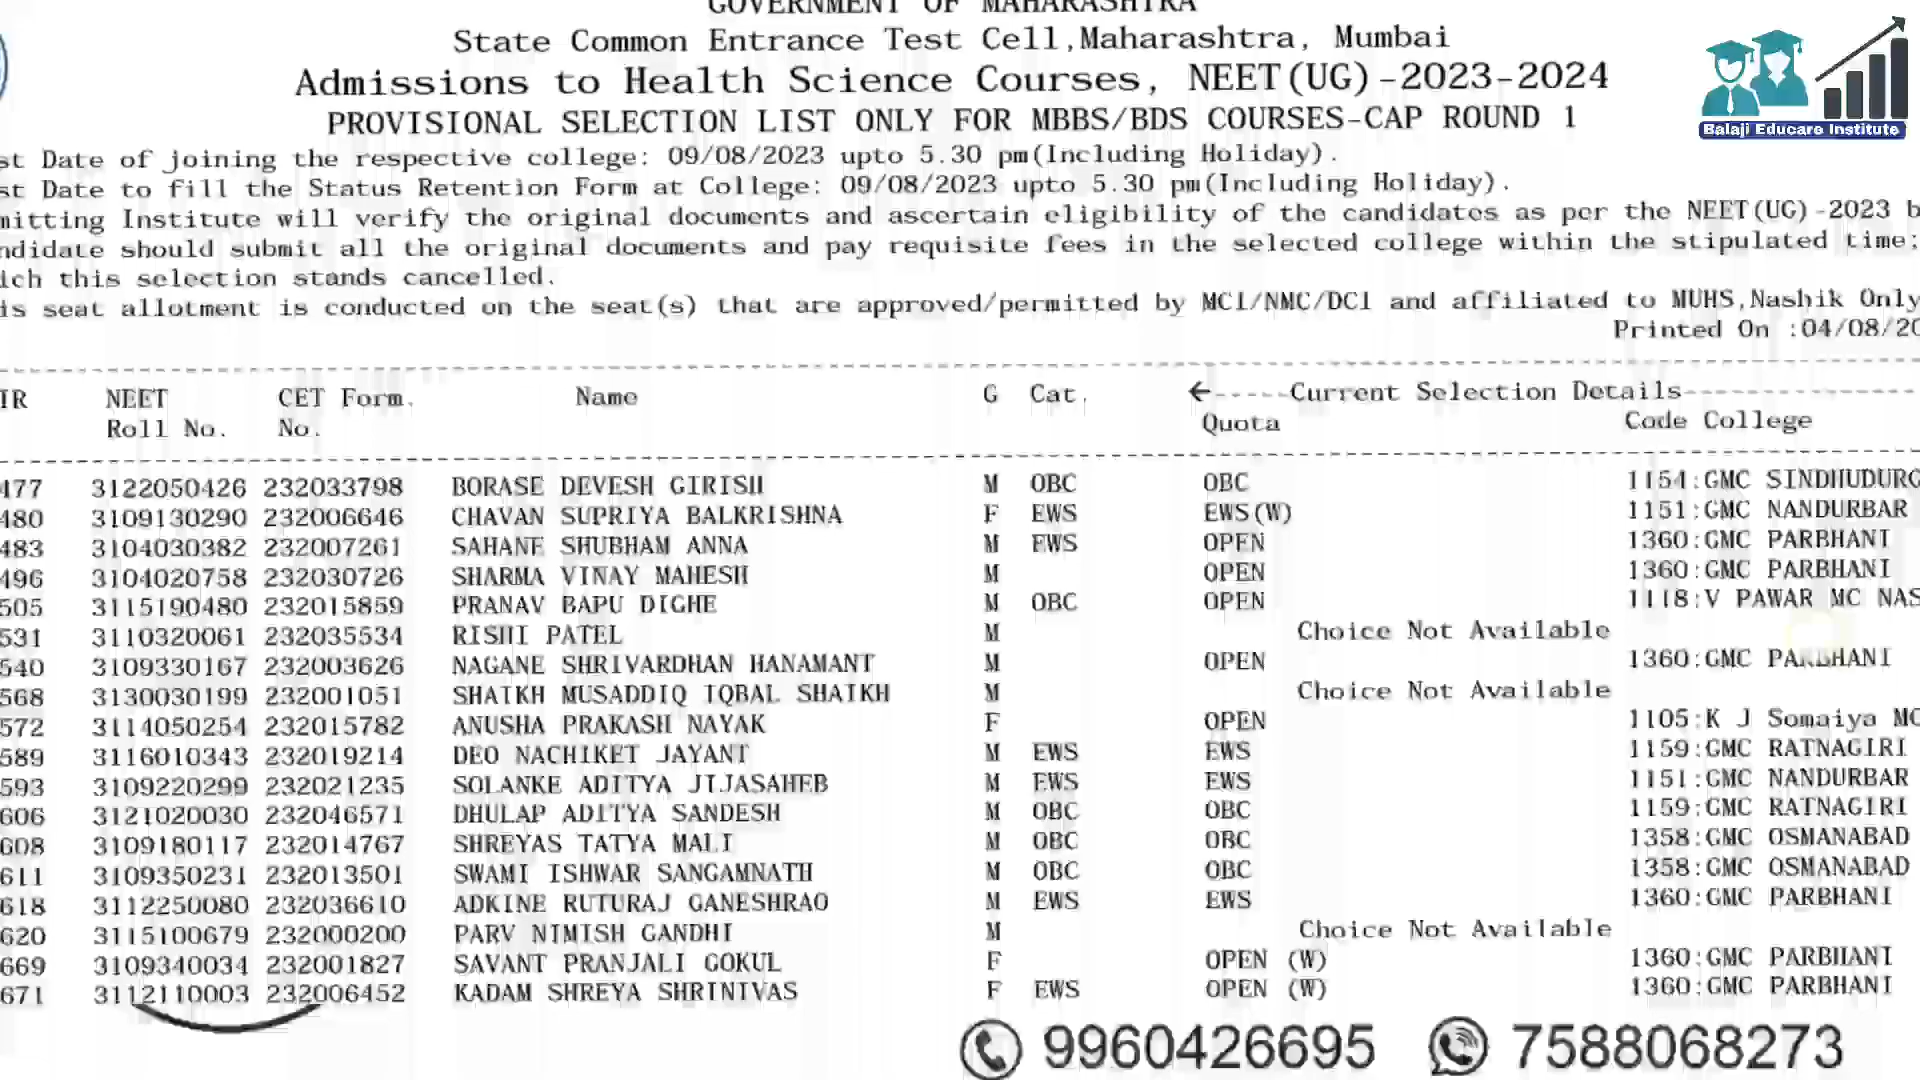 GOVERNMENT OF MAHARASHTRA
State Common Entrance Test Cell,Maharashtra, Mumbai
Admissions to Health Science Courses, NEET(UG)-2023-2024
PROVISIONAL SELECTION LIST ONLY FOR MBBS/BDS COURSES-CAP ROUND 1
Balaji Educare Institute
st Date of joining the respective college: 09/08/2023 upto 5.30 pm(Including Holiday).
st Date to fill the Status Retention Form at College: 09/08/2023 upto 5.30 pm(Including Holiday).
mitting Institute will verify the original documents and ascertain eligibility of the candidates as per the NEET(UG)-2023 b
ndidate should submit all the original documents and pay requisite fees in the selected college within the stipulated time;
ich this selection stands cancelled.
is seat allotment is conducted on the seat(s) that are approved/permitted by MCI/NMC/DCI and affiliated to MUHS,Nashik Only
Printed On :04/08/20
IR NEET CET Form. Name G Cat. ←-----Current Selection Details---------------
Roll No. No. Quota Code College
477 3122050426 232033798 BORASE DEVESH GIRISH M OBC OBC 1154:GMC SINDHUDURG
480 3109130290 232006646 CHAVAN SUPRIYA BALKRISHNA F EWS EWS(W) 1151:GMC NANDURBAR
483 3104030382 232007261 SAHANE SHUBHAM ANNA M EWS OPEN 1360:GMC PARBHANI
496 3104020758 232030726 SHARMA VINAY MAHESH M OPEN 1360:GMC PARBHANI
505 3115190480 232015859 PRANAV BAPU DIGHE M OBC OPEN 1118:V PAWAR MC NAS
531 3110320061 232035534 RISHI PATEL M Choice Not Available
540 3109330167 232003626 NAGANE SHRIVARDHAN HANAMANT M OPEN 1360:GMC PARBHANI
568 3130030199 232001051 SHAIKH MUSADDIQ IQBAL SHAIKH M Choice Not Available
572 3114050254 232015782 ANUSHA PRAKASH NAYAK F OPEN 1105:K J Somaiya MC
589 3116010343 232019214 DEO NACHIKET JAYANT M EWS EWS 1159:GMC RATNAGIRI
593 3109220299 232021235 SOLANKE ADITYA JIJASAHEB M EWS EWS 1151:GMC NANDURBAR
606 3121020030 232046571 DHULAP ADITYA SANDESH M OBC OBC 1159:GMC RATNAGIRI
608 3109180117 232014767 SHREYAS TATYA MALI M OBC OBC 1358:GMC OSMANABAD
611 3109350231 232013501 SWAMI ISHWAR SANGAMNATH M OBC OBC 1358:GMC OSMANABAD
618 3112250080 232036610 ADKINE RUTURAJ GANESHRAO M EWS EWS 1360:GMC PARBHANI
620 3115100679 232000200 PARV NIMISH GANDHI M Choice Not Available
669 3109340034 232001827 SAVANT PRANJALI GOKUL F OPEN (W) 1360:GMC PARBHANI
671 3112110003 232006452 KADAM SHREYA SHRINIVAS F EWS OPEN (W) 1360:GMC PARBHANI
9960426695 7588068273